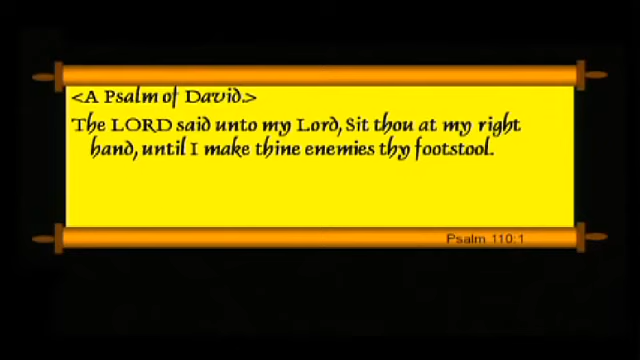 <A Psalm of David.>
The LORD said unto my Lord, Sit thou at my right
hand, until I make thine enemies thy footstool.
Psalm 110:1